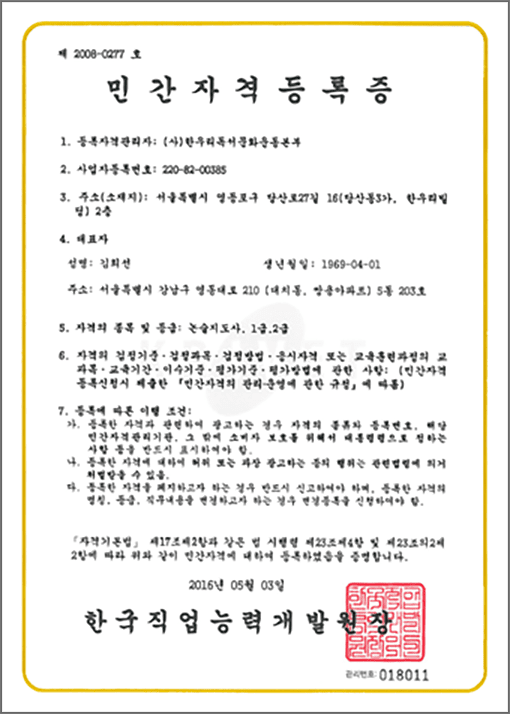 제 2008-0277 호
민간자격등록증
1. 등록자격관리자: (사)한우리독서문화운동본부
2. 사업자등록번호: 220-82-00385
3. 주소(소재지): 서울특별시 영등포구 당산로27길 16(당산동3가, 한우리빌
딩) 2층
4. 대표자
성명: 김희선 생년월일: 1969-04-01
주소: 서울특별시 강남구 영동대로 210 (대치동, 쌍용아파트) 5동 203호
5. 자격의 종목 및 등급: 논술지도사, 1급,2급
6. 자격의 검정기준·검정과목·검정방법·응시자격 또는 교육훈련과정의 교
과목·교육기간·이수기준·평가기준·평가방법에 관한 사항: (민간자격
등록신청시 제출한 「민간자격의 관리·운영에 관한 규정」에 따름)
7. 등록에 따른 이행 조건:
가. 등록한 자격과 관련하여 광고하는 경우 자격의 종류와 등록번호, 해당
민간자격관리기관, 그 밖에 소비자 보호를 위해서 대통령령으로 정하는
사항 등을 반드시 표시하여야 함.
나. 등록한 자격에 대하여 허위 또는 과장 광고하는 등의 행위는 관련법령에 의거
처벌받을 수 있음.
다. 등록한 자격을 폐지하고자 하는 경우 반드시 신고하여야 하며, 등록한 자격의
명칭, 등급, 직무내용을 변경하고자 하는 경우 변경등록을 신청하여야 함.
「자격기본법」 제17조제2항과 같은 법 시행령 제23조제4항 및 제23조의2제
2항에 따라 위와 같이 민간자격에 대하여 등록하였음을 증명합니다.
2016년 05월 03일
한국직업능력개발원장
관리번호: 018011